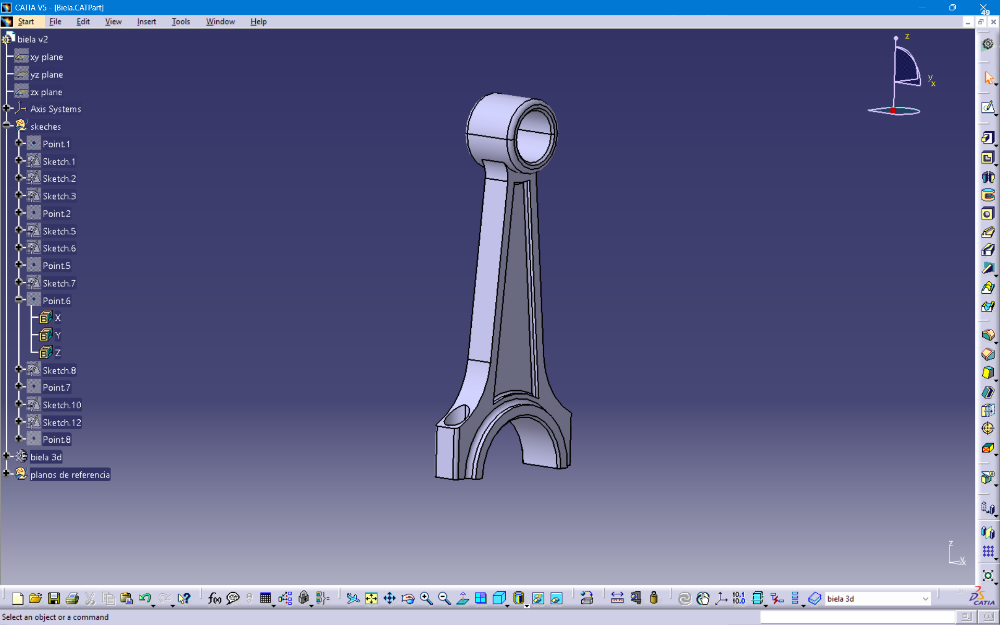 CATIA V5 - [Biela.CATPart]
49
Start File Edit View Insert Tools Window Help
biela v2
xy plane
yz plane
zx plane
Axis Systems
skeches
Point.1
Sketch.1
Sketch.2
Sketch.3
Point.2
Sketch.5
Sketch.6
Point.5
Sketch.7
Point.6
X
Y
Z
Sketch.8
Point.7
Sketch.10
Sketch.12
Point.8
biela 3d
planos de referencia
z
y
x
z
y
x
f(x)
10,1
10,0
biela 3d
CATIA
Select an object or a command